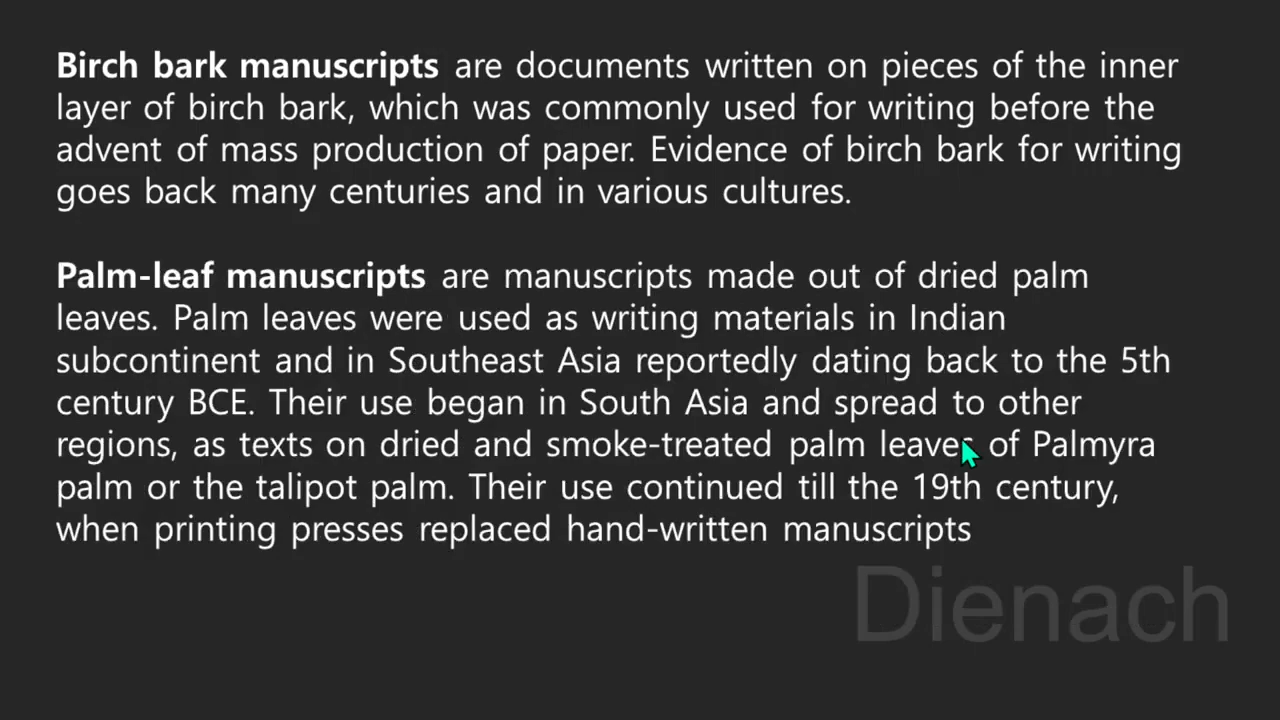 Birch bark manuscripts are documents written on pieces of the inner
layer of birch bark, which was commonly used for writing before the
advent of mass production of paper. Evidence of birch bark for writing
goes back many centuries and in various cultures.
Palm-leaf manuscripts are manuscripts made out of dried palm
leaves. Palm leaves were used as writing materials in Indian
subcontinent and in Southeast Asia reportedly dating back to the 5th
century BCE. Their use began in South Asia and spread to other
regions, as texts on dried and smoke-treated palm leaves of Palmyra
palm or the talipot palm. Their use continued till the 19th century,
when printing presses replaced hand-written manuscripts
Dienach